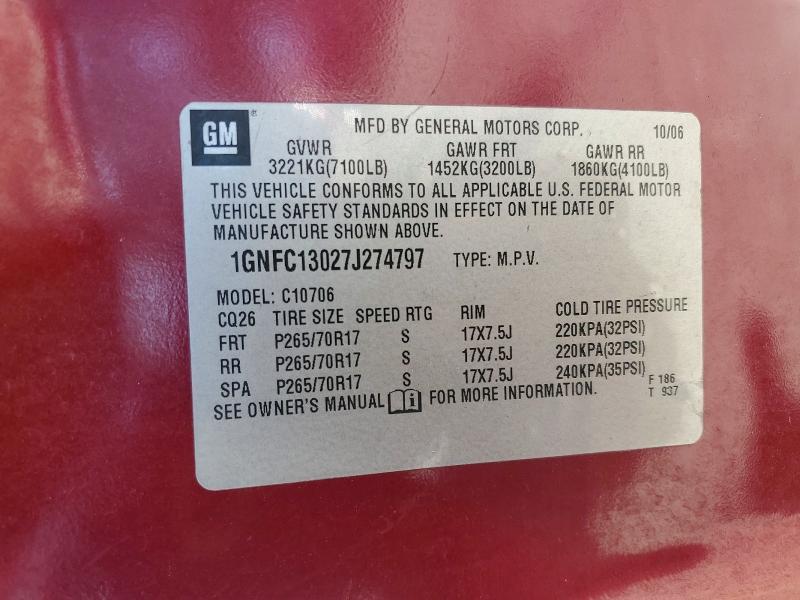 GM ®
MFD BY GENERAL MOTORS CORP. 10/06
GVWR GAWR FRT GAWR RR
3221KG(7100LB) 1452KG(3200LB) 1860KG(4100LB)
THIS VEHICLE CONFORMS TO ALL APPLICABLE U.S. FEDERAL MOTOR
VEHICLE SAFETY STANDARDS IN EFFECT ON THE DATE OF
MANUFACTURE SHOWN ABOVE.
1GNFC13027J274797 TYPE: M.P.V.
MODEL: C10706
CQ26 TIRE SIZE SPEED RTG RIM COLD TIRE PRESSURE
FRT P265/70R17 S 17X7.5J 220KPA(32PSI)
RR P265/70R17 S 17X7.5J 220KPA(32PSI)
SPA P265/70R17 S 17X7.5J 240KPA(35PSI)
SEE OWNER'S MANUAL i FOR MORE INFORMATION.
F 186
T 937